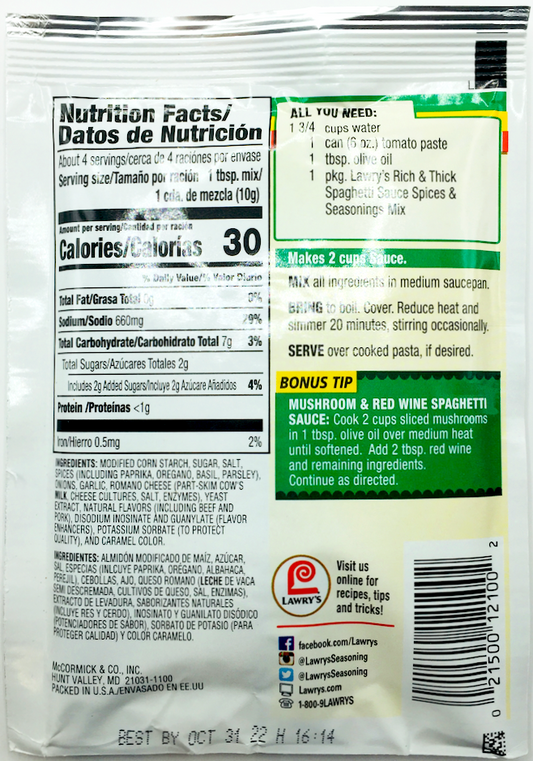 Nutrition Facts/
Datos de Nutrición
About 4 servings/cerca de 4 raciones por envase
Serving size/Tamaño por ración 1 tbsp. mix/
1 cda. de mezcla (10g)
Amount per serving/Cantidad por ración
Calories/Calorías 30
% Daily Value/% Valor Diario
Total Fat/Grasa Total 0g 0%
Sodium/Sodio 660mg 29%
Total Carbohydrate/Carbohidrato Total 7g 3%
Total Sugars/Azúcares Totales 2g
Includes 2g Added Sugars/Incluye 2g Azúcare Añadidos 4%
Protein /Proteínas <1g
Iron/Hierro 0.5mg 2%
INGREDIENTS: MODIFIED CORN STARCH, SUGAR, SALT,
SPICES (INCLUDING PAPRIKA, OREGANO, BASIL, PARSLEY),
ONIONS, GARLIC, ROMANO CHEESE (PART-SKIM COW'S
MILK, CHEESE CULTURES, SALT, ENZYMES), YEAST
EXTRACT, NATURAL FLAVORS (INCLUDING BEEF AND
PORK), DISODIUM INOSINATE AND GUANYLATE (FLAVOR
ENHANCERS), POTASSIUM SORBATE (TO PROTECT
QUALITY), AND CARAMEL COLOR.
INGREDIENTES: ALMIDÓN MODIFICADO DE MAÍZ, AZÚCAR,
SAL, ESPECIAS (INLCUYE PAPRIKA, ORÉGANO, ALBAHACA,
PEREJIL), CEBOLLAS, AJO, QUESO ROMANO (LECHE DE VACA
SEMI DESCREMADA, CULTIVOS DE QUESO, SAL, ENZIMAS),
EXTRACTO DE LEVADURA, SABORIZANTES NATURALES
(INCLUYE RES Y CERDO), INOSINATO Y GUANILATO DISÓDICO
(POTENCIADORES DE SABOR), SORBATO DE POTASIO (PARA
PROTEGER CALIDAD) Y COLOR CARAMELO.
McCORMICK & CO., INC.
HUNT VALLEY, MD 21031-1100
PACKED IN U.S.A./ENVASADO EN EE.UU
ALL YOU NEED:
1 3/4 cups water
1 can (6 oz.) tomato paste
1 tbsp. olive oil
1 pkg. Lawry's Rich & Thick
Spaghetti Sauce Spices &
Seasonings Mix
Makes 2 cups Sauce.
MIX all ingredients in medium saucepan.
BRING to boil. Cover. Reduce heat and
simmer 20 minutes, stirring occasionally.
SERVE over cooked pasta, if desired.
BONUS TIP
MUSHROOM & RED WINE SPAGHETTI
SAUCE: Cook 2 cups sliced mushrooms
in 1 tbsp. olive oil over medium heat
until softened. Add 2 tbsp. red wine
and remaining ingredients.
Continue as directed.
LAWRY'S
Visit us
online for
recipes, tips
and tricks!
facebook.com/Lawrys
@LawrysSeasoning
@LawrysSeasoning
Lawrys.com
1-800-9LAWRYS
0 21500 12100 2
BEST BY OCT 31 22 H 16:14